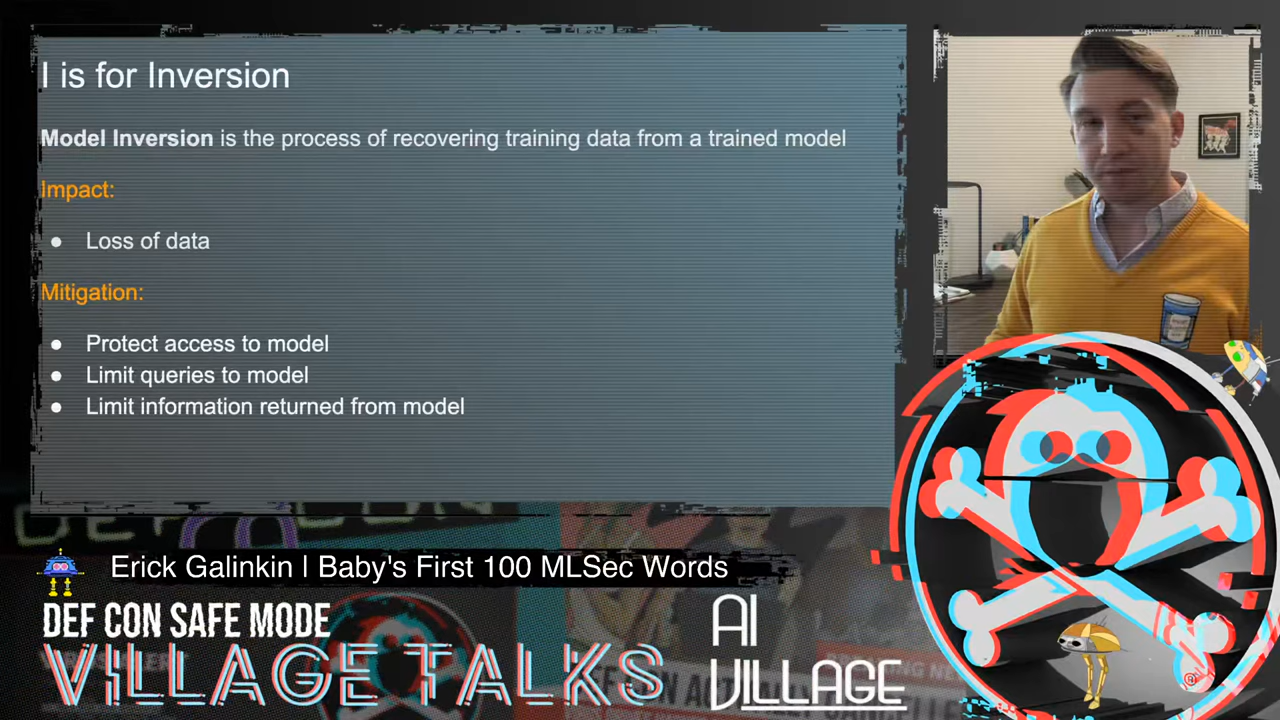 I is for Inversion
Model Inversion is the process of recovering training data from a trained model
Impact:
● Loss of data
Mitigation:
● Protect access to model
● Limit queries to model
● Limit information returned from model
Erick Galinkin | Baby's First 100 MLSec Words
DEF CON SAFE MODE
VILLAGE TALKS
AI
VILLAGE